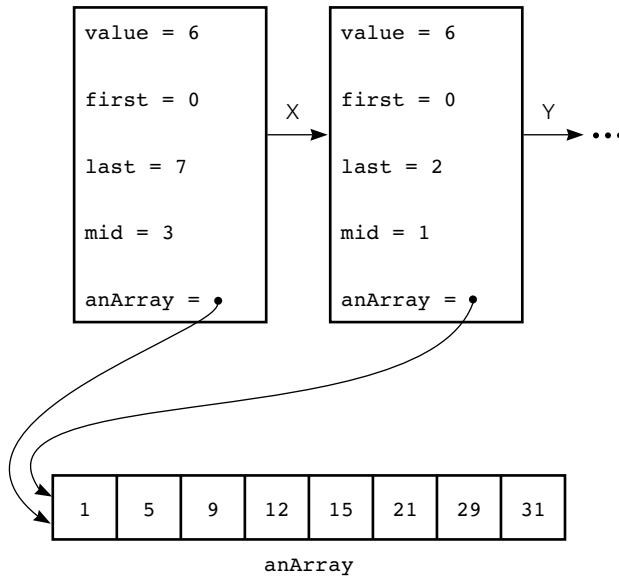 value = 6
first = 0
last = 7
mid = 3
anArray =
X
value = 6
first = 0
last = 2
mid = 1
anArray =
Y
1 5 9 12 15 21 29 31
anArray